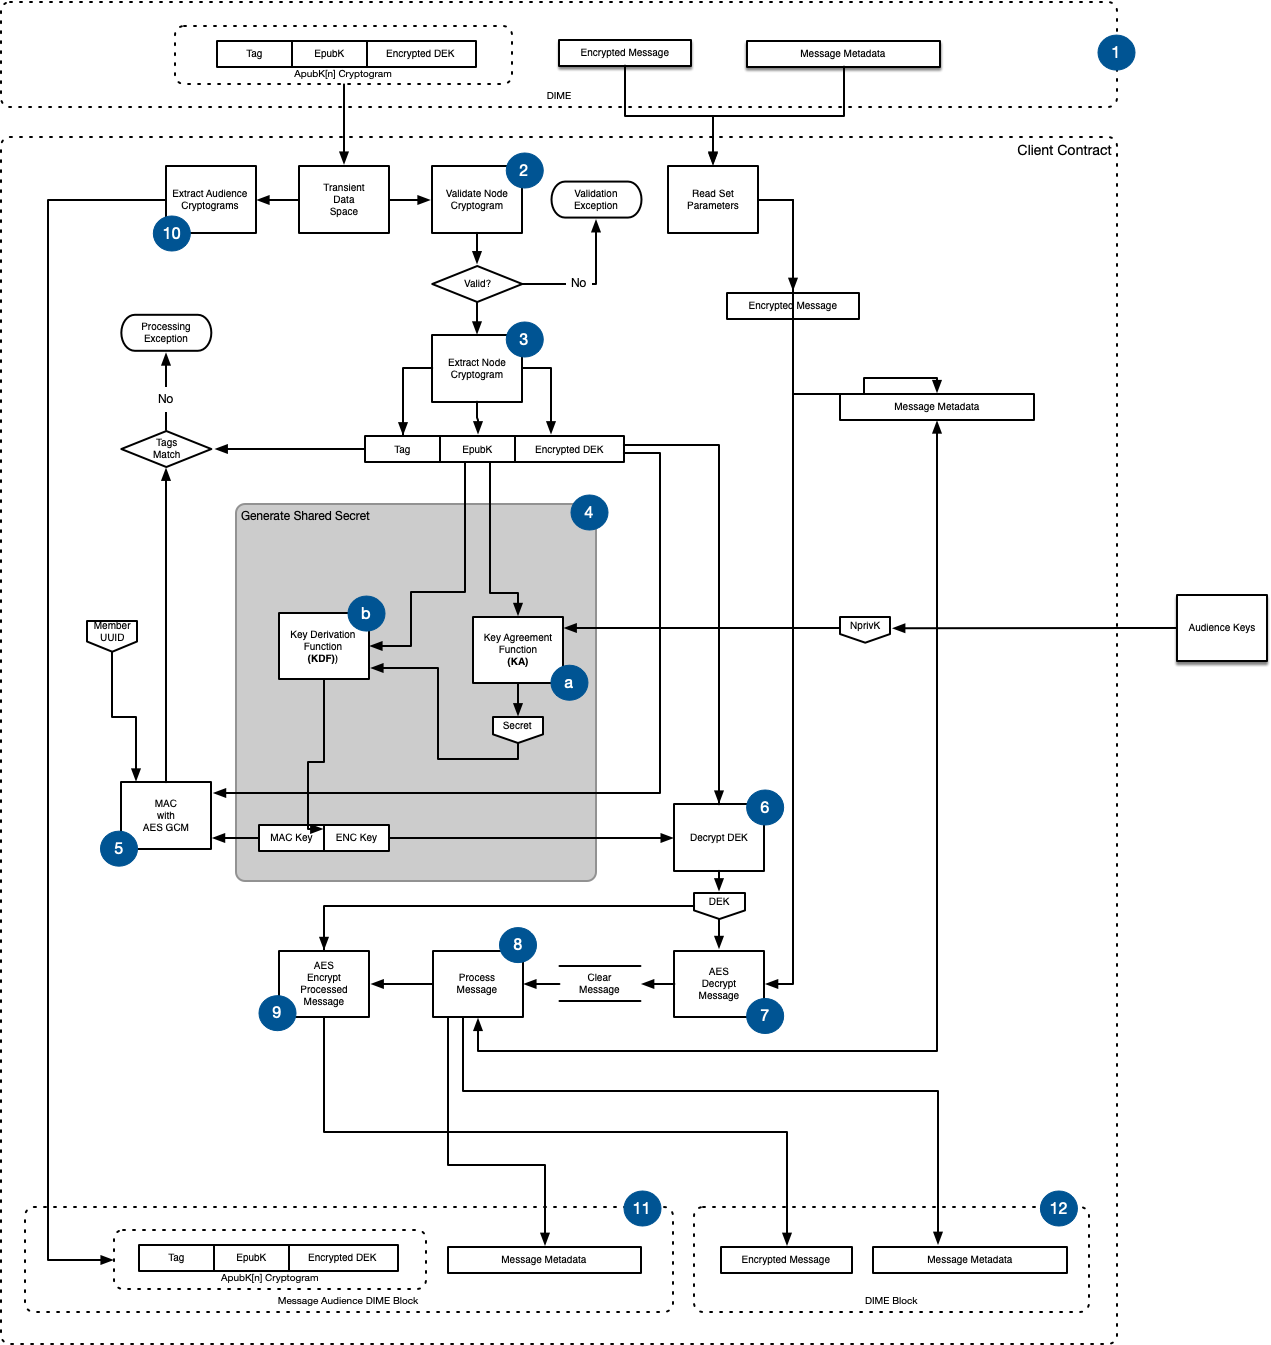 Tag
EpubK
Encrypted DEK
ApubK[n] Cryptogram
Encrypted Message
Message Metadata
1
DIME
Client Contract
Extract Audience
Cryptograms
10
Transient
Data
Space
2
Validate Node
Cryptogram
Validation
Exception
Read Set
Parameters
Valid?
No
Encrypted Message
Processing
Exception
3
Extract Node
Cryptogram
No
Message Metadata
Tags
Match
Tag
EpubK
Encrypted DEK
Generate Shared Secret
4
Member
UUID
b
Key Derivation
Function
(KDF))
Key Agreement
Function
(KA)
a
NprivK
Audience Keys
Secret
MAC
with
AES GCM
5
MAC Key
ENC Key
6
Decrypt DEK
DEK
AES
Encrypt
Processed
Message
9
8
Process
Message
Clear
Message
AES
Decrypt
Message
7
11
12
Tag
EpubK
Encrypted DEK
ApubK[n] Cryptogram
Message Metadata
Message Audience DIME Block
Encrypted Message
Message Metadata
DIME Block